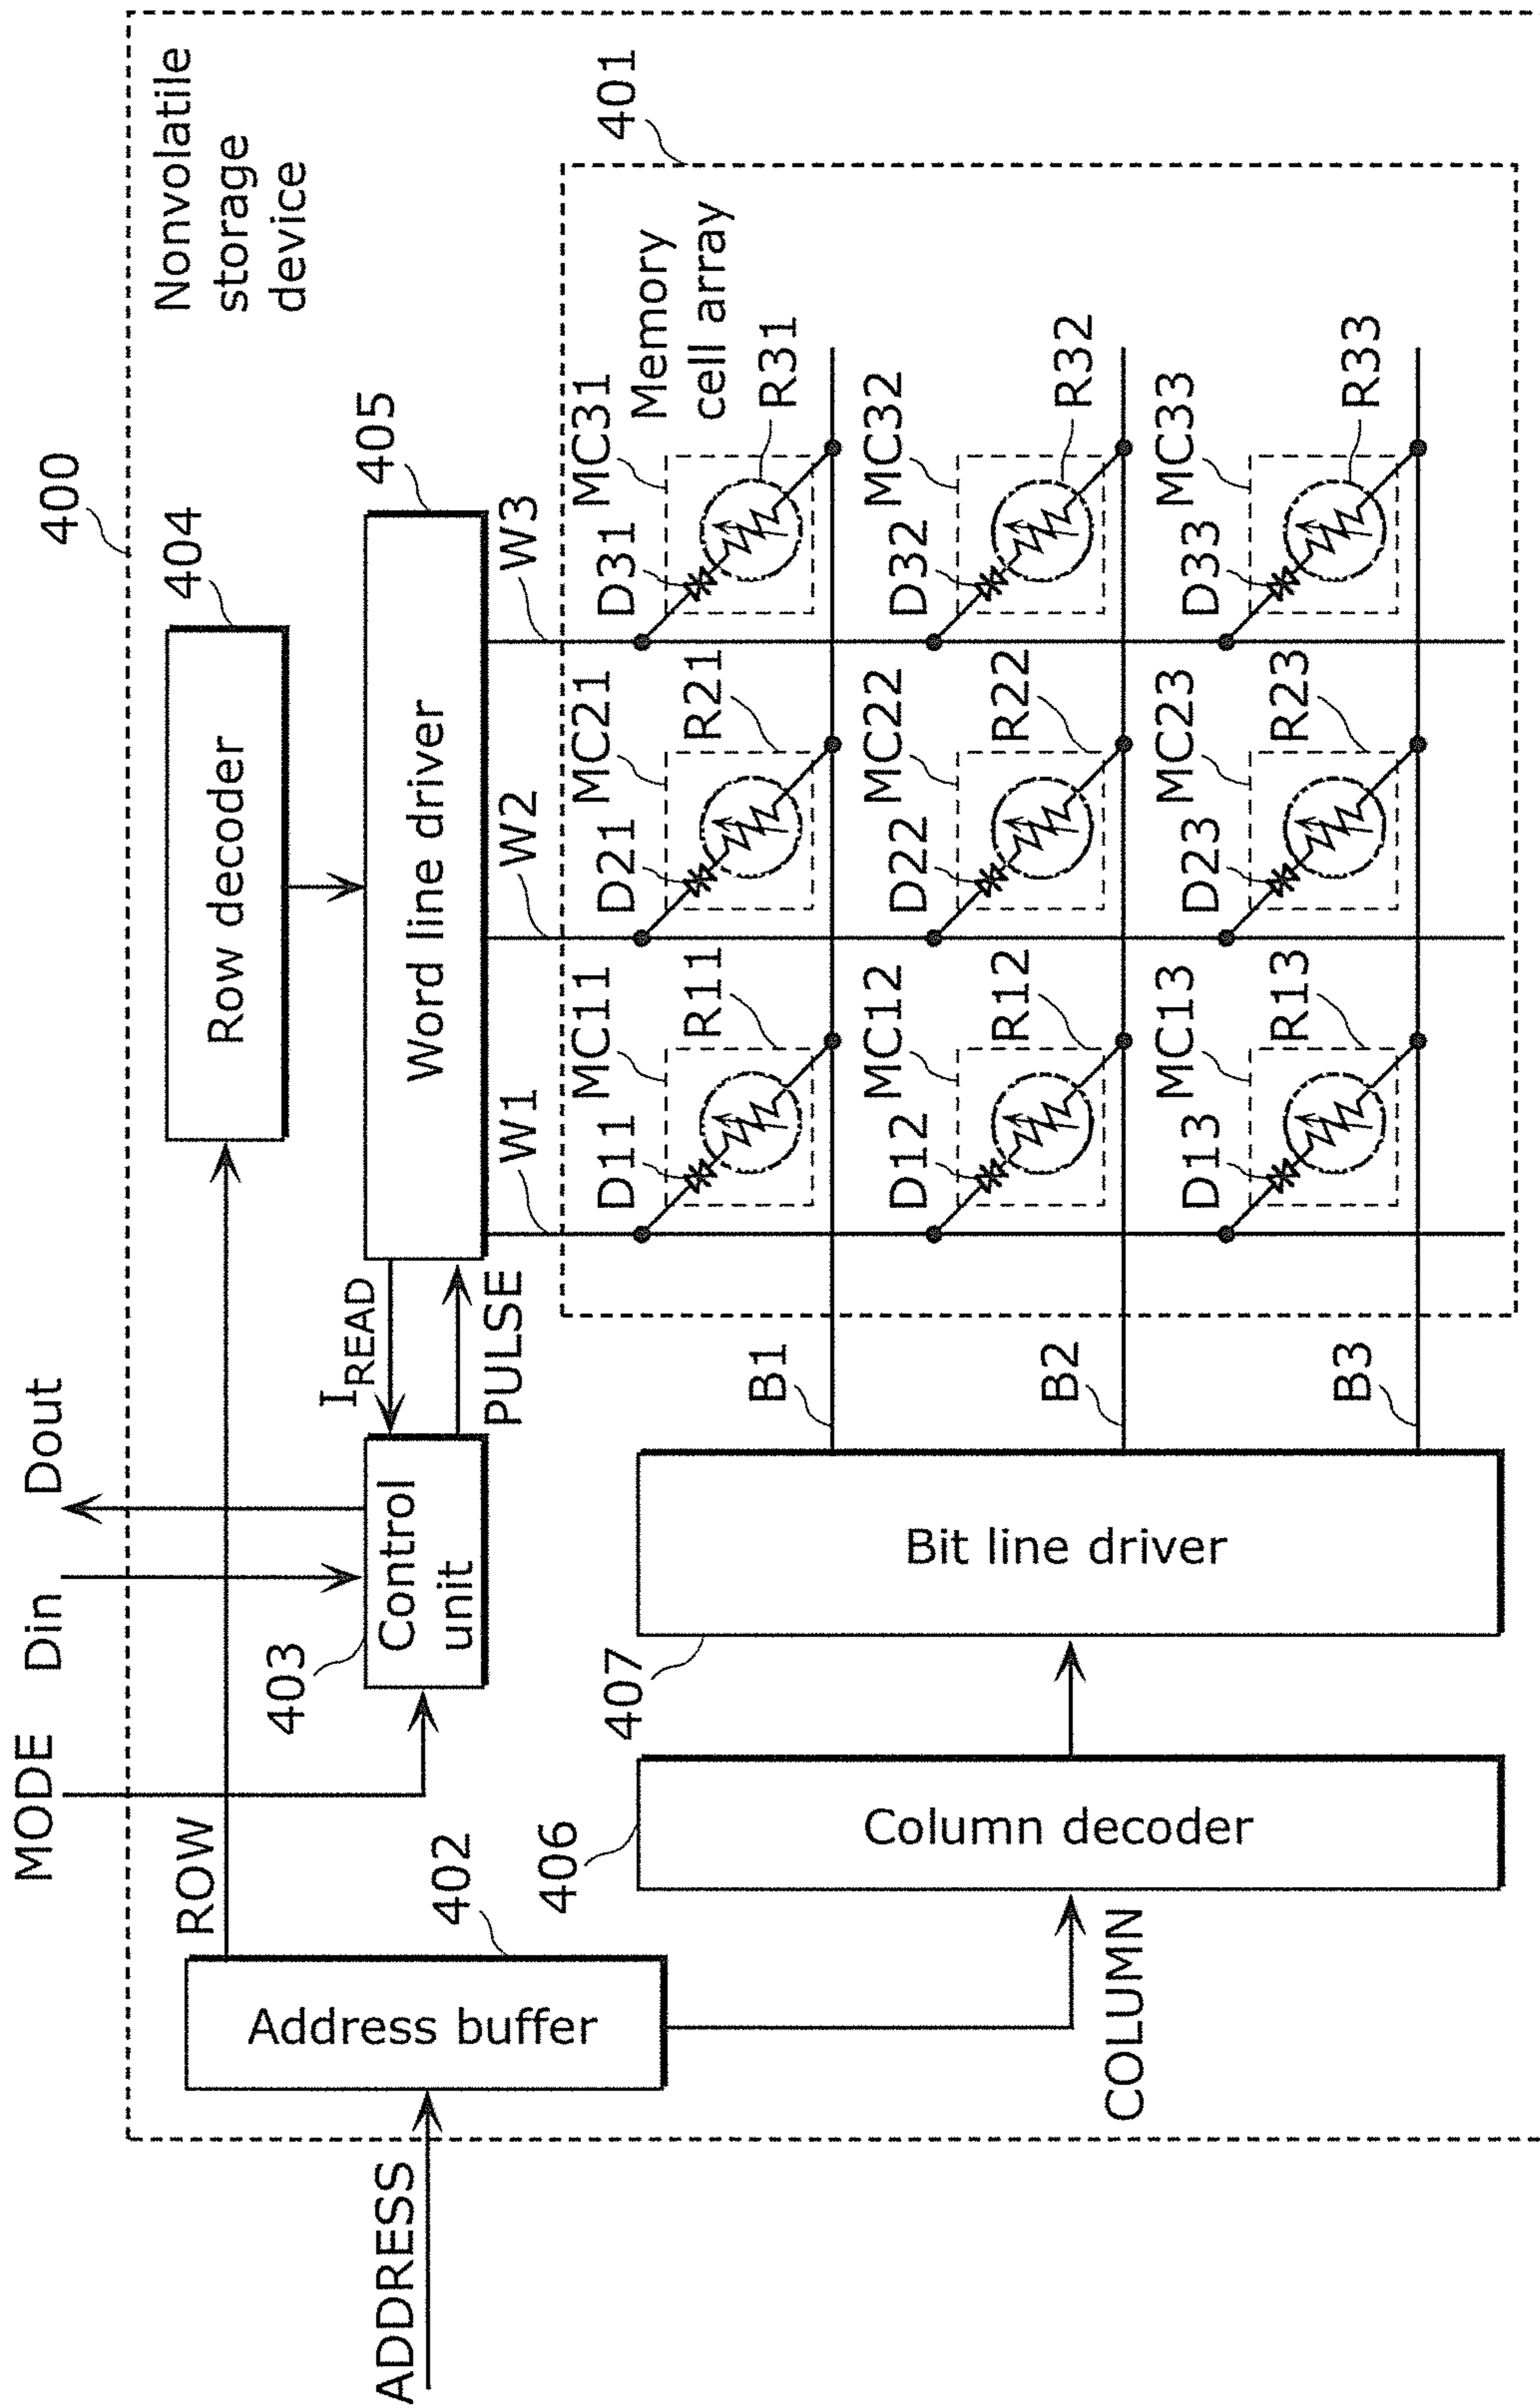 400
Nonvolatile
storage
device
404
Row decoder
405
Word line driver
MODE
Din
Dout
ROW
403
Control
unit
I_READ
PULSE
402
Address buffer
ADDRESS
COLUMN
406
Column decoder
407
Bit line driver
401
Memory
cell array
W1
W2
W3
B1
B2
B3
D11
MC11
R11
D21
MC21
R21
D31
MC31
R31
D12
MC12
R12
D22
MC22
R22
D32
MC32
R32
D13
MC13
R13
D23
MC23
R23
D33
MC33
R33